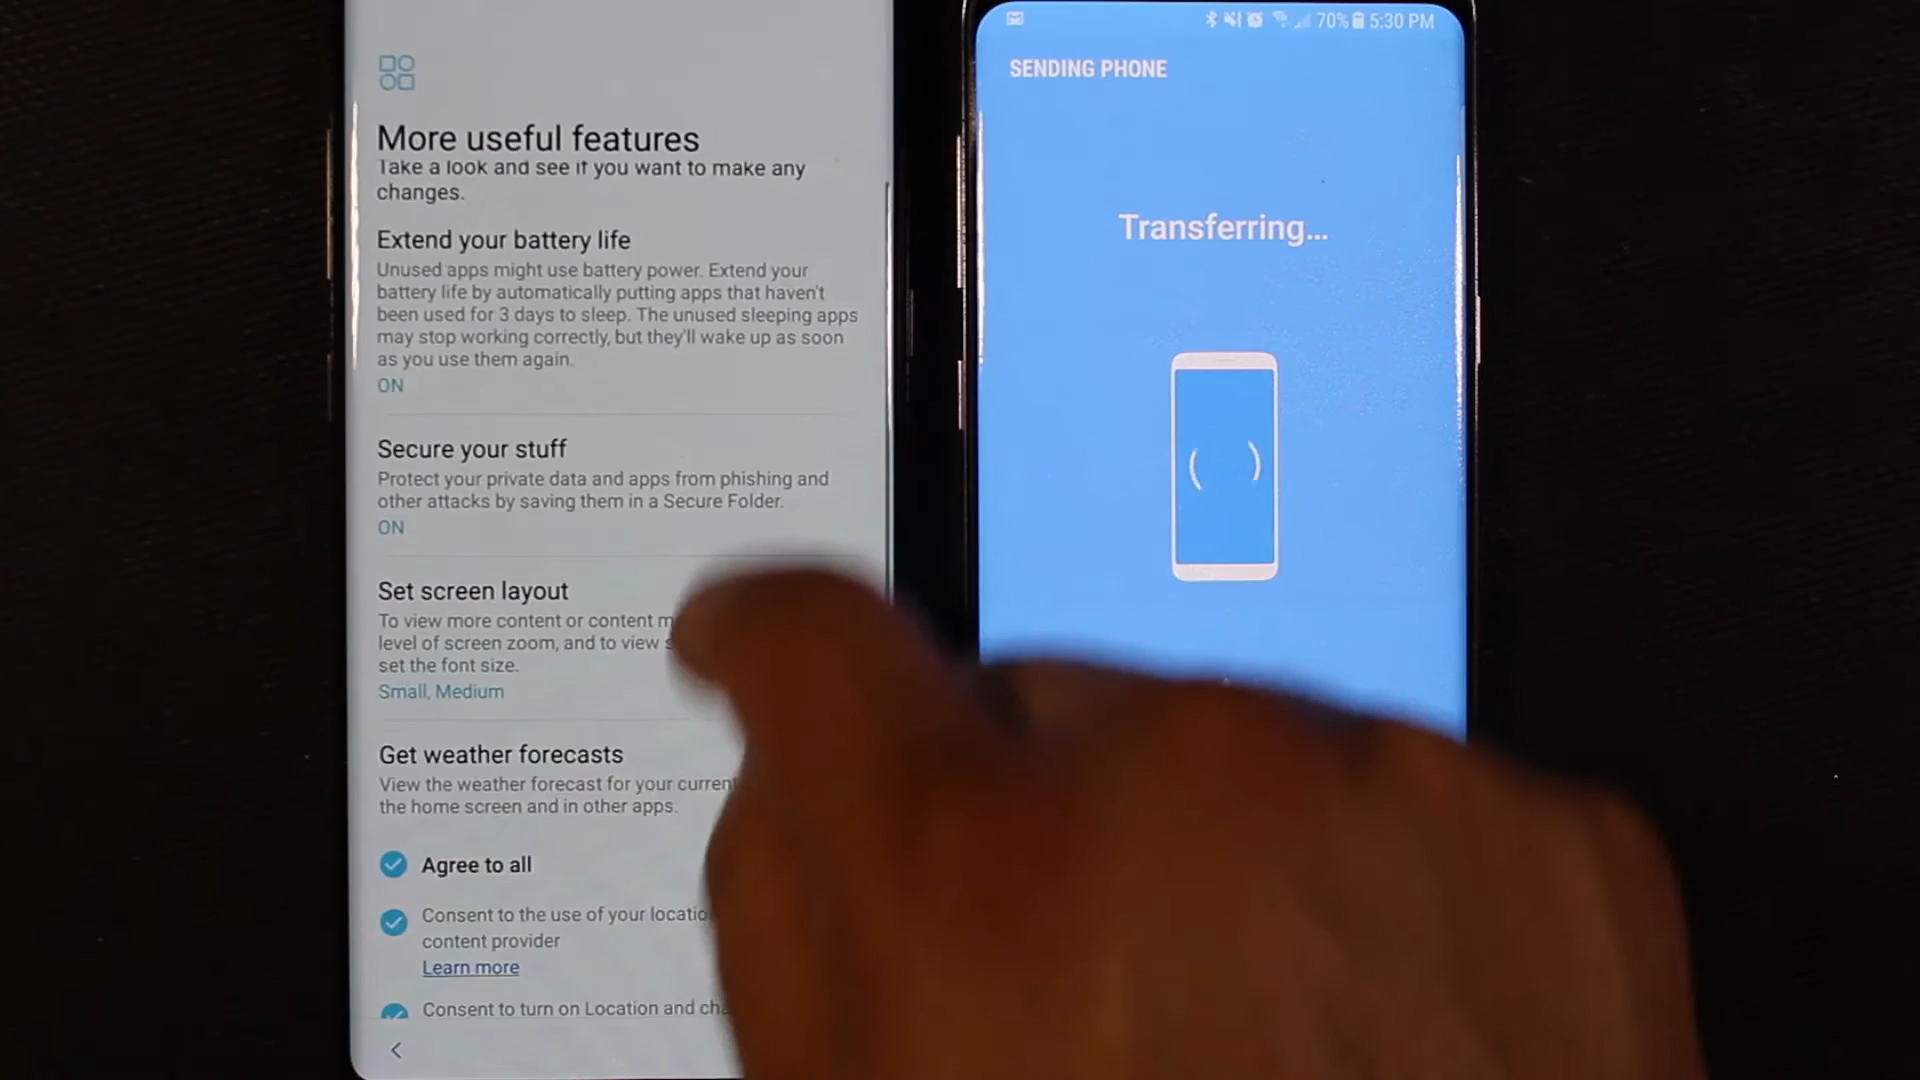 More useful features
Take a look and see if you want to make any
changes.
Extend your battery life
Unused apps might use battery power. Extend your
battery life by automatically putting apps that haven't
been used for 3 days to sleep. The unused sleeping apps
may stop working correctly, but they'll wake up as soon
as you use them again.
ON
Secure your stuff
Protect your private data and apps from phishing and
other attacks by saving them in a Secure Folder.
ON
Set screen layout
To view more content or content
level of screen zoom, and to view
set the font size.
Small, Medium
Get weather forecasts
View the weather forecast for your current
the home screen and in other apps.
Agree to all
Consent to the use of your
content provider
Learn more
Consent to turn on Location and
70% 5:30 PM
SENDING PHONE
Transferring...